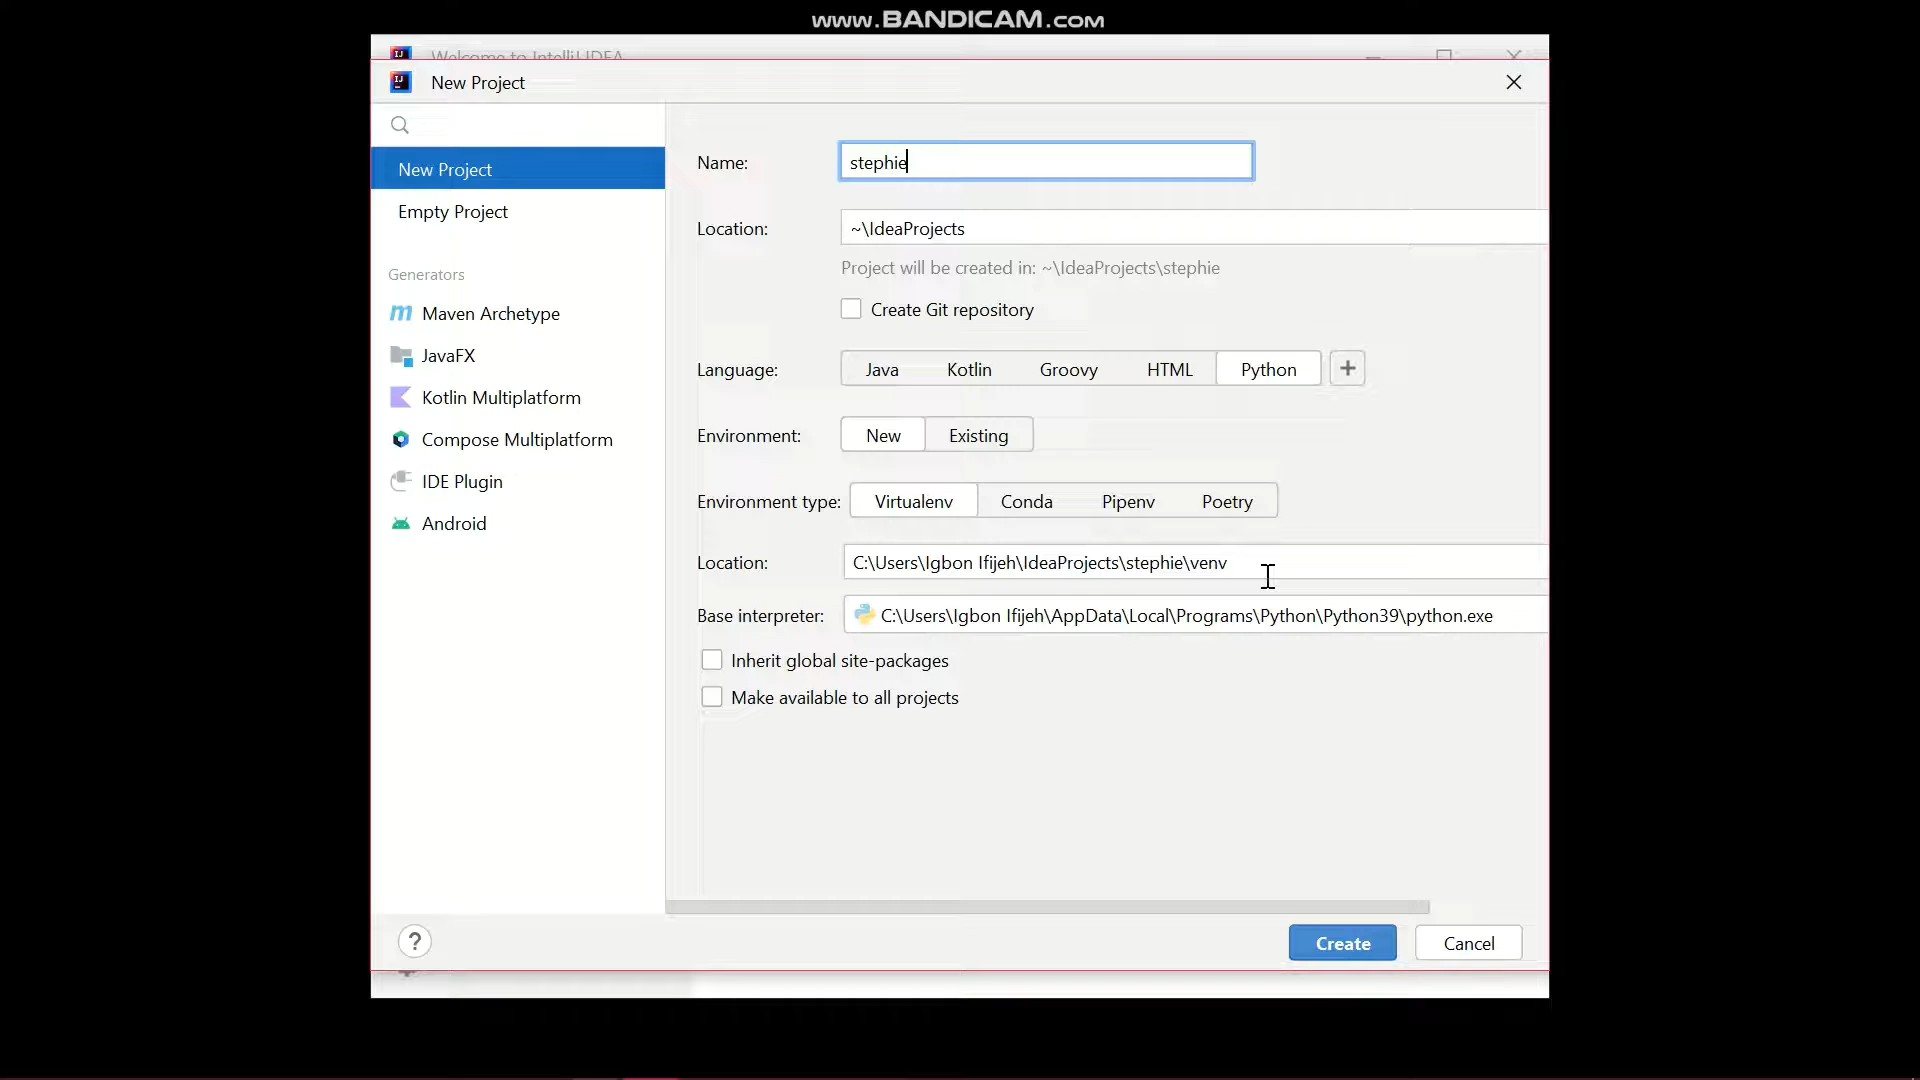 www.BANDICAM.com
Welcome to IntelliJ IDEA
New Project
New Project
Empty Project
Generators
Maven Archetype
JavaFX
Kotlin Multiplatform
Compose Multiplatform
IDE Plugin
Android
Name: stephie
Location: ~\IdeaProjects
Project will be created in: ~\IdeaProjects\stephie
Create Git repository
Language: Java Kotlin Groovy HTML Python +
Environment: New Existing
Environment type: Virtualenv Conda Pipenv Poetry
Location: C:\Users\Igbon Ifijeh\IdeaProjects\stephie\venv
Base interpreter: C:\Users\Igbon Ifijeh\AppData\Local\Programs\Python\Python39\python.exe
Inherit global site-packages
Make available to all projects
? Create Cancel